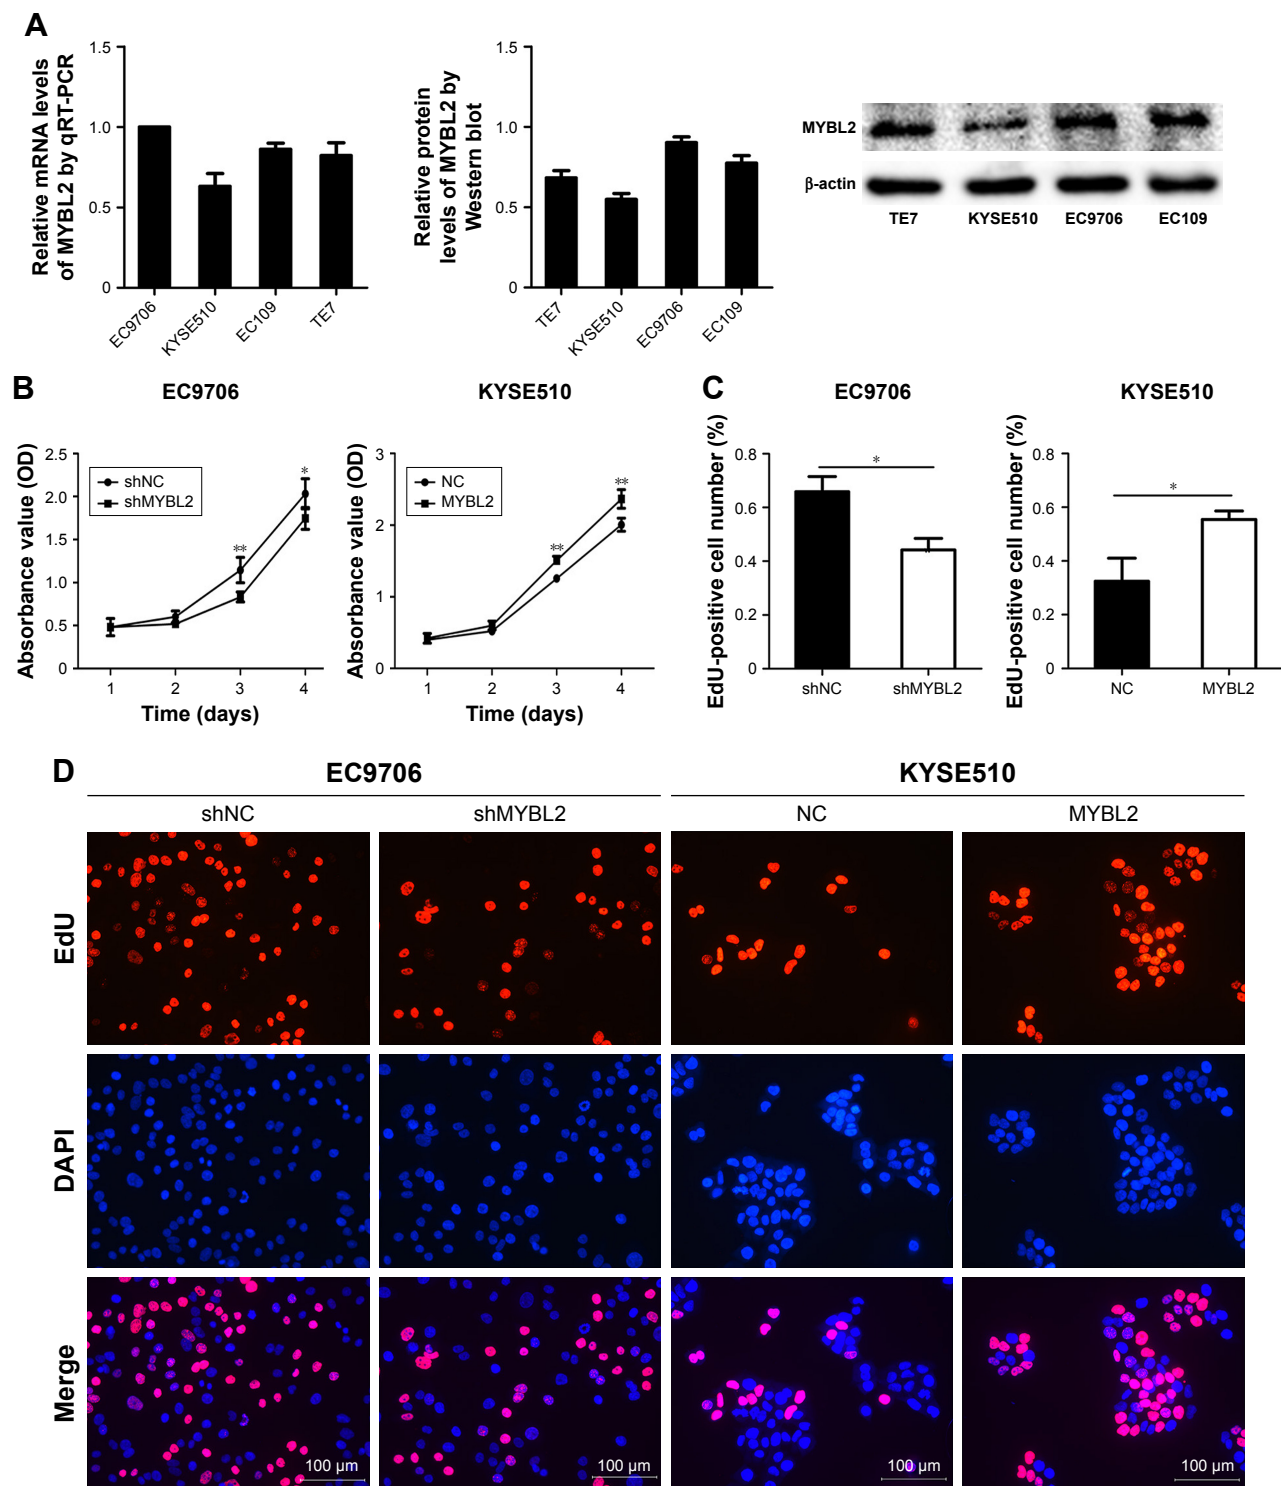 A
Relative mRNA levels
of MYBL2 by qRT-PCR
1.5
1.0
0.5
0
EC9706
KYSE510
EC109
TE7
Relative protein
levels of MYBL2 by
Western blot
1.5
1.0
0.5
0
TE7
KYSE510
EC9706
EC109
MYBL2
β-actin
TE7
KYSE510
EC9706
EC109
B
EC9706
Absorbance value (OD)
2.5
2.0
1.5
1.0
0.5
0
shNC
shMYBL2
**
*
1
2
3
4
Time (days)
KYSE510
Absorbance value (OD)
3
2
1
0
NC
MYBL2
**
**
1
2
3
4
Time (days)
C
EC9706
EdU-positive cell number (%)
0.8
0.6
0.4
0.2
0
*
shNC
shMYBL2
KYSE510
EdU-positive cell number (%)
0.8
0.6
0.4
0.2
0
*
NC
MYBL2
D
EC9706
KYSE510
shNC
shMYBL2
NC
MYBL2
EdU
DAPI
Merge
100 µm
100 µm
100 µm
100 µm